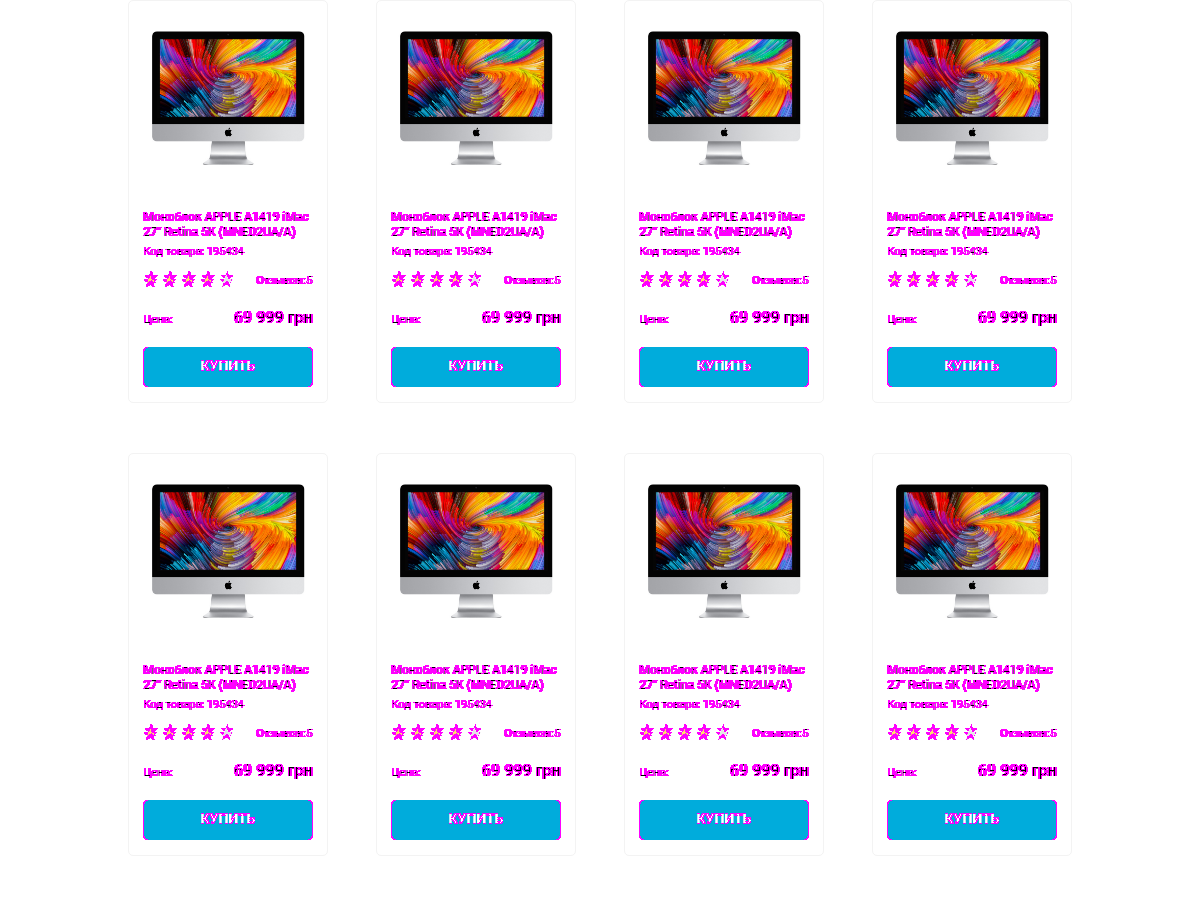 Моноблок APPLE A1419 iMac
27” Retina 5K (MNED2UA/A)
Код товара: 195434
Отзывов: 5
Цена: 69 999 грн
КУПИТЬ
Моноблок APPLE A1419 iMac
27” Retina 5K (MNED2UA/A)
Код товара: 195434
Отзывов: 5
Цена: 69 999 грн
КУПИТЬ
Моноблок APPLE A1419 iMac
27” Retina 5K (MNED2UA/A)
Код товара: 195434
Отзывов: 5
Цена: 69 999 грн
КУПИТЬ
Моноблок APPLE A1419 iMac
27” Retina 5K (MNED2UA/A)
Код товара: 195434
Отзывов: 5
Цена: 69 999 грн
КУПИТЬ
Моноблок APPLE A1419 iMac
27” Retina 5K (MNED2UA/A)
Код товара: 195434
Отзывов: 5
Цена: 69 999 грн
КУПИТЬ
Моноблок APPLE A1419 iMac
27” Retina 5K (MNED2UA/A)
Код товара: 195434
Отзывов: 5
Цена: 69 999 грн
КУПИТЬ
Моноблок APPLE A1419 iMac
27” Retina 5K (MNED2UA/A)
Код товара: 195434
Отзывов: 5
Цена: 69 999 грн
КУПИТЬ
Моноблок APPLE A1419 iMac
27” Retina 5K (MNED2UA/A)
Код товара: 195434
Отзывов: 5
Цена: 69 999 грн
КУПИТЬ